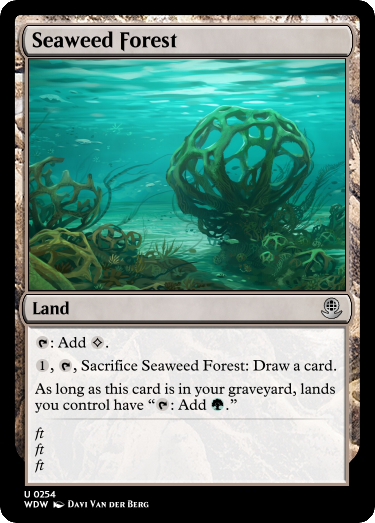 Seaweed Forest
Land
: Add .
1, , Sacrifice Seaweed Forest: Draw a card.
As long as this card is in your graveyard, lands
you control have “: Add .”
ft
ft
ft
U 0254
WDW Davi Van der Berg